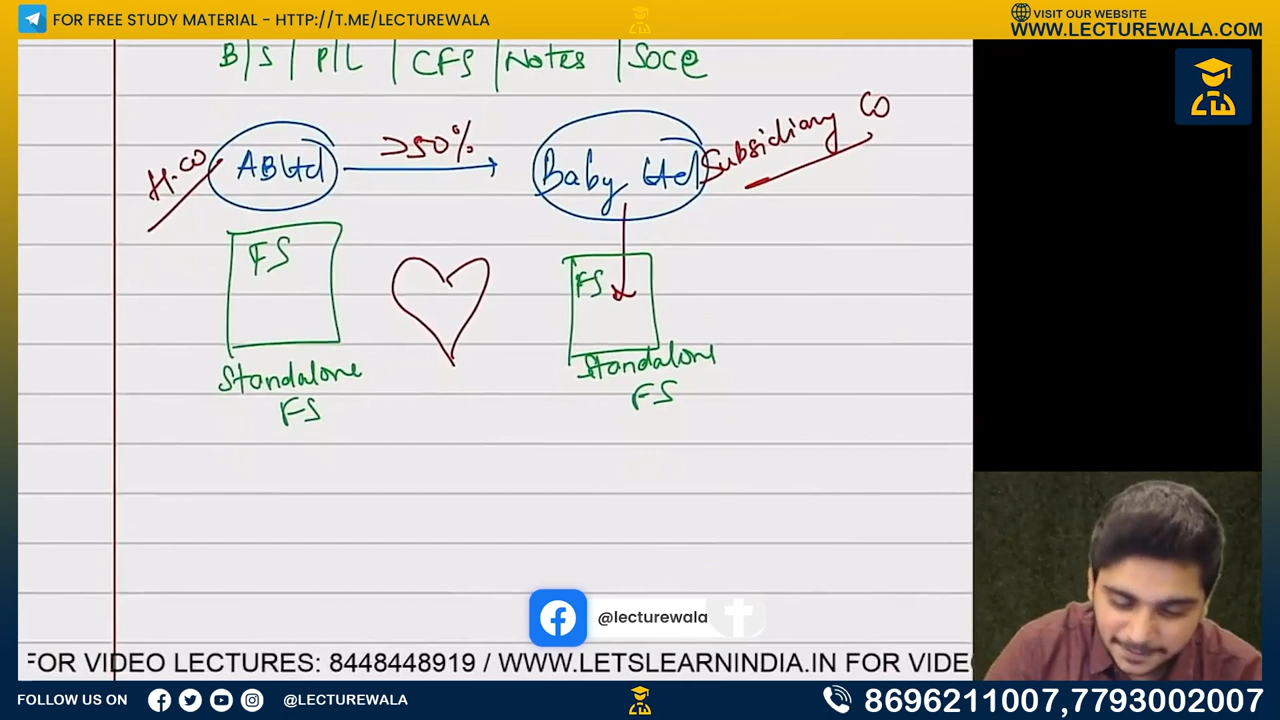 FOR FREE STUDY MATERIAL - HTTP://T.ME/LECTUREWALA
VISIT OUR WEBSITE
WWW.LECTUREWALA.COM
B/S | P/L | CFS | Notes | SOCE
H.CO
AB Ltd
>50%
Baby Ltd
Subsidiary CO
FS
FS
Standalone
FS
Standalone
FS
@lecturewala
FOR VIDEO LECTURES: 8448448919 / WWW.LETSLEARNINDIA.IN FOR VIDEO
FOLLOW US ON
@LECTUREWALA
8696211007,7793002007